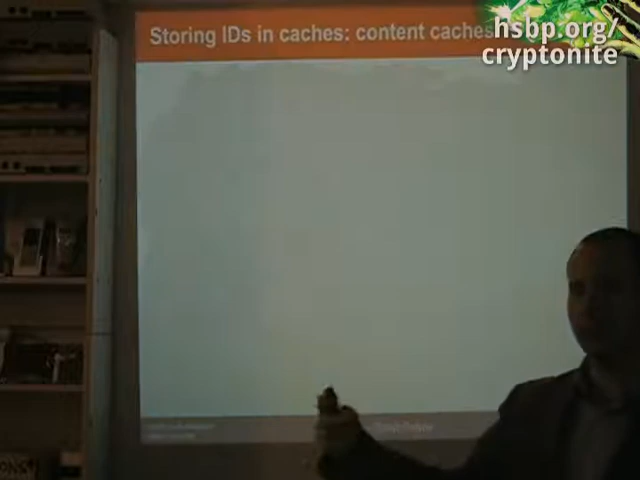 Storing IDs in caches: content caches
hsbp.org/
cryptonite